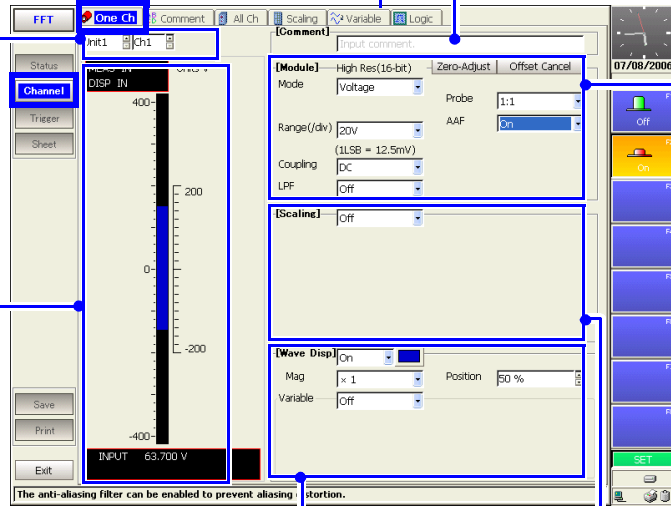 FFT
One Ch
Comment
All Ch
Scaling
Variable
Logic
Unit1
Ch1
[Comment]
Input comment.
07/08/2006
Status
Channel
Trigger
Sheet
Save
Print
Exit
DISP IN
400
200
0
-200
-400
INPUT 63.700 V
[Module] High Res(16-bit) Zero-Adjust Offset Cancel
Mode Voltage
Probe 1:1
AAF On
Range(/div) 20V
(1LSB = 12.5mV)
Coupling DC
LPF Off
[Scaling] Off
[Wave Disp] On
Mag × 1 Position 50 %
Variable Off
Off
On
SET
The anti-aliasing filter can be enabled to prevent aliasing distortion.